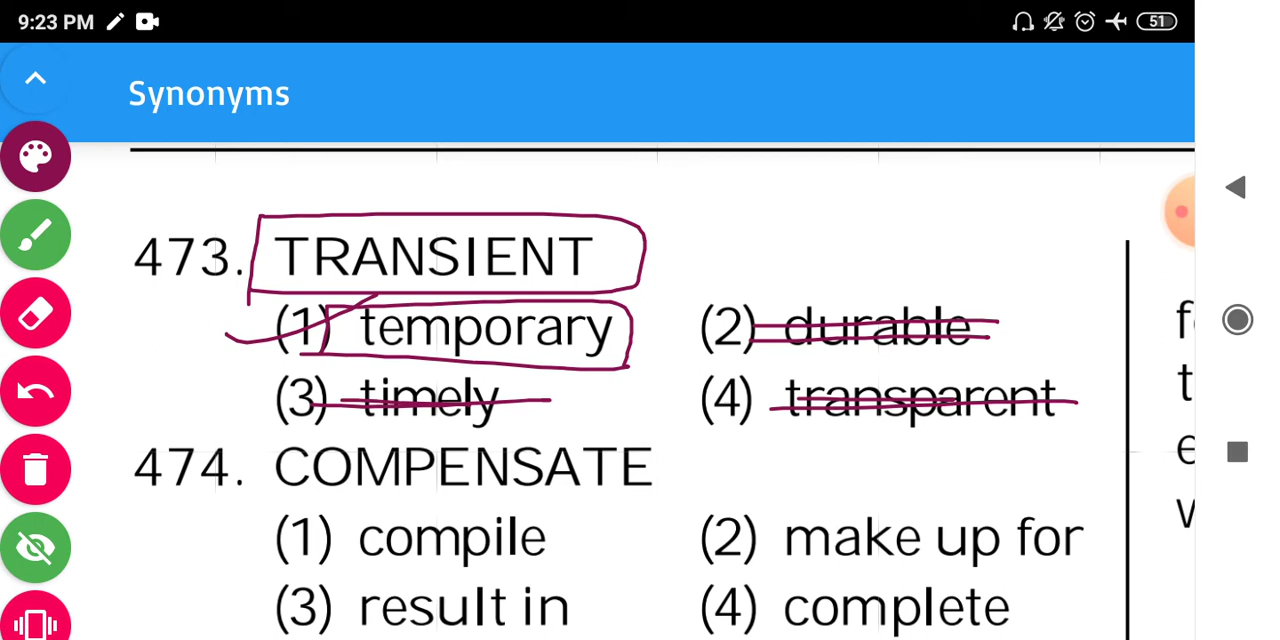 9:23 PM 51
Synonyms
473. TRANSIENT
(1) temporary (2) durable
(3) timely (4) transparent
474. COMPENSATE
(1) compile (2) make up for
(3) result in (4) complete